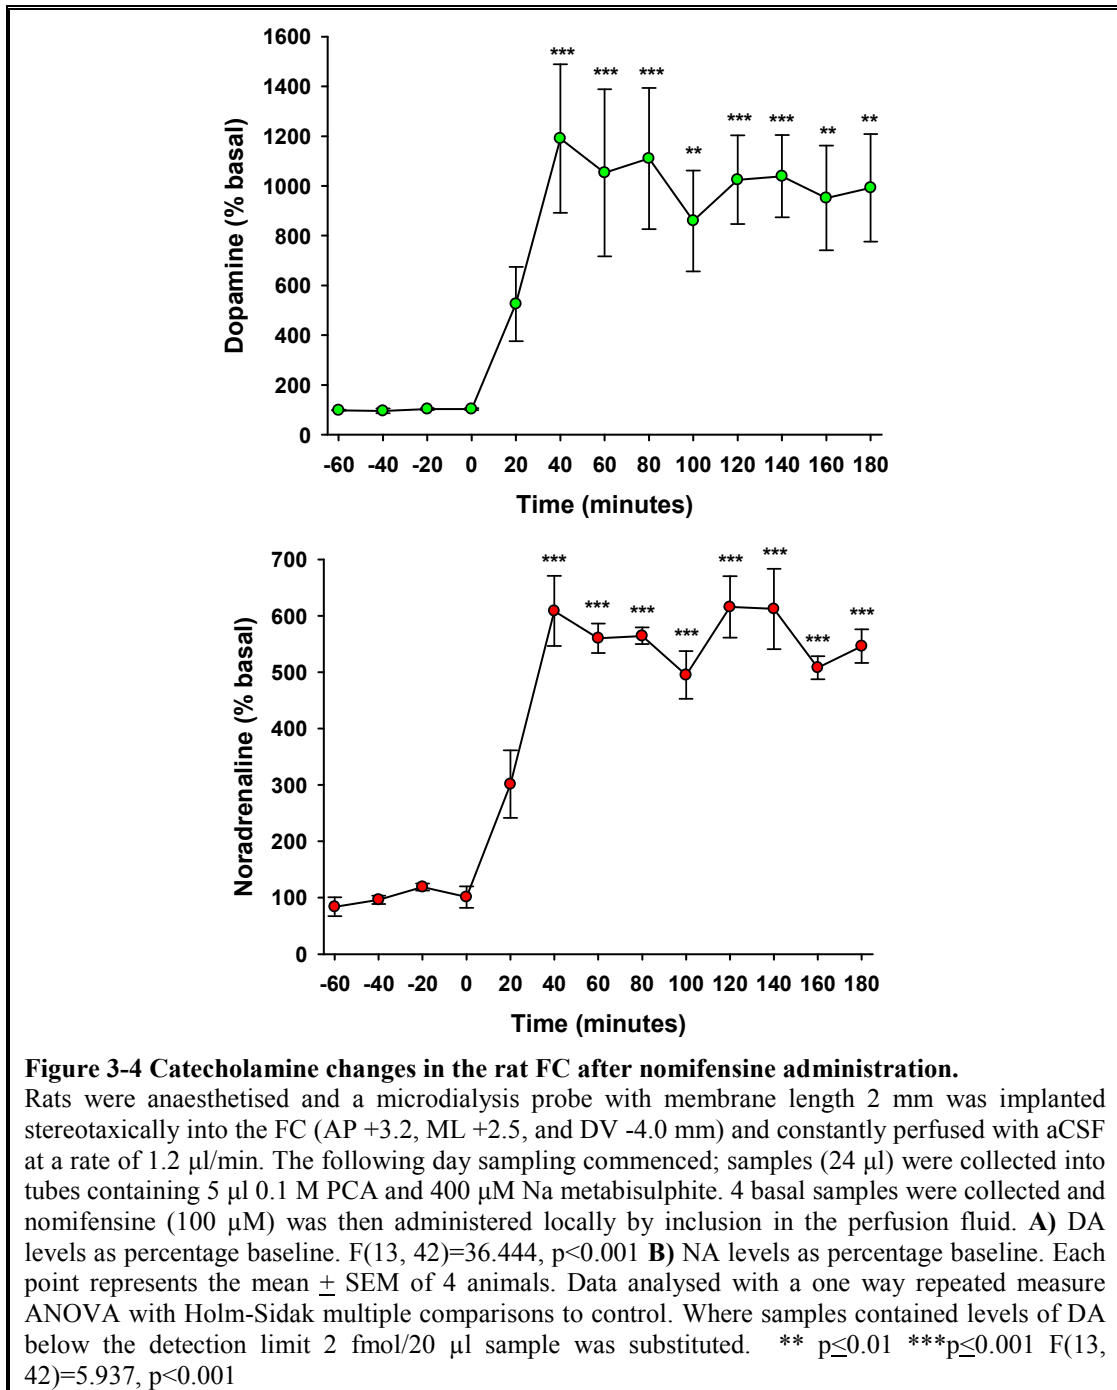 1600
***
1400
***
***
1200
***
***
**
**
**
1000
800
600
400
200
0
Dopamine (% basal)
-60 -40 -20 0 20 40 60 80 100 120 140 160 180
Time (minutes)
700
***
***
***
600
***
***
***
***
***
500
400
300
200
100
0
Noradrenaline (% basal)
-60 -40 -20 0 20 40 60 80 100 120 140 160 180
Time (minutes)
Figure 3-4 Catecholamine changes in the rat FC after nomifensine administration.
Rats were anaesthetised and a microdialysis probe with membrane length 2 mm was implanted
stereotaxically into the FC (AP +3.2, ML +2.5, and DV -4.0 mm) and constantly perfused with aCSF
at a rate of 1.2 µl/min. The following day sampling commenced; samples (24 µl) were collected into
tubes containing 5 µl 0.1 M PCA and 400 µM Na metabisulphite. 4 basal samples were collected and
nomifensine (100 µM) was then administered locally by inclusion in the perfusion fluid. A) DA
levels as percentage baseline. F(13, 42)=36.444, p<0.001 B) NA levels as percentage baseline. Each
point represents the mean ± SEM of 4 animals. Data analysed with a one way repeated measure
ANOVA with Holm-Sidak multiple comparisons to control. Where samples contained levels of DA
below the detection limit 2 fmol/20 µl sample was substituted. ** p≤0.01 ***p≤0.001 F(13,
42)=5.937, p<0.001